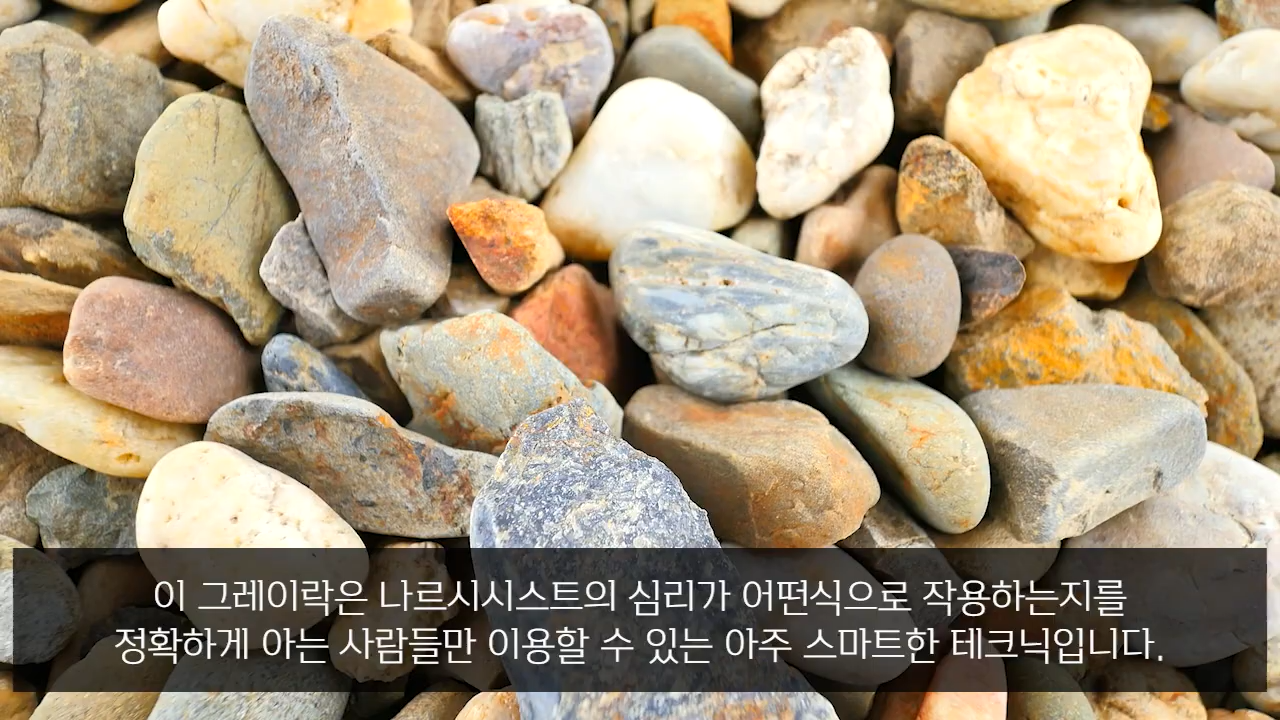 이 그레이락은 나르시시스트의 심리가 어떤식으로 작용하는지를
정확하게 아는 사람들만 이용할 수 있는 아주 스마트한 테크닉입니다.